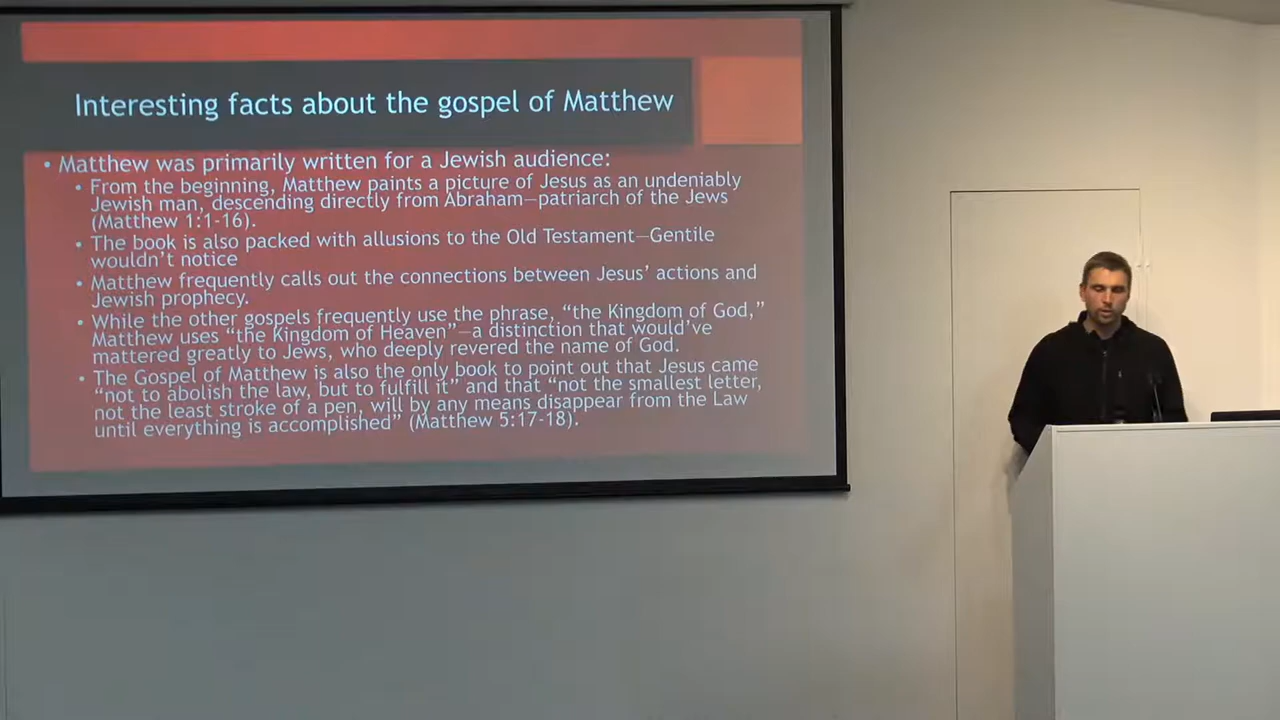 Interesting facts about the gospel of Matthew
• Matthew was primarily written for a Jewish audience:
• From the beginning, Matthew paints a picture of Jesus as an undeniably
Jewish man, descending directly from Abraham—patriarch of the Jews
(Matthew 1:1-16).
• The book is also packed with allusions to the Old Testament—Gentile
wouldn't notice
• Matthew frequently calls out the connections between Jesus' actions and
Jewish prophecy.
• While the other gospels frequently use the phrase, “the Kingdom of God,”
Matthew uses “the Kingdom of Heaven”—a distinction that would've
mattered greatly to Jews, who deeply revered the name of God.
• The Gospel of Matthew is also the only book to point out that Jesus came
“not to abolish the law, but to fulfill it” and that “not the smallest letter,
not the least stroke of a pen, will by any means disappear from the Law
until everything is accomplished” (Matthew 5:17-18).